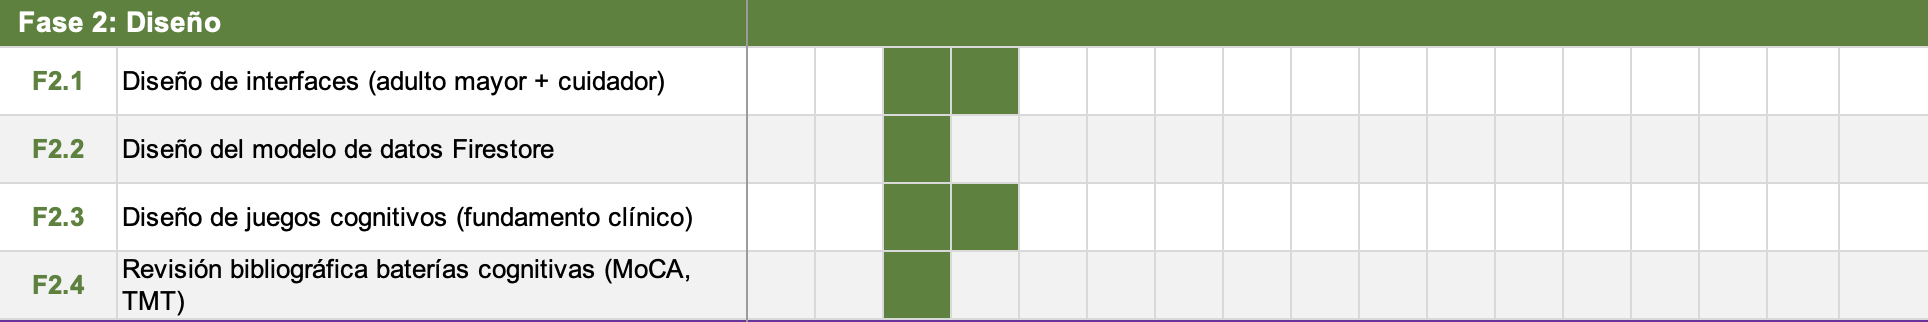 Fase 2: Diseño
F2.1 Diseño de interfaces (adulto mayor + cuidador)
F2.2 Diseño del modelo de datos Firestore
F2.3 Diseño de juegos cognitivos (fundamento clínico)
F2.4 Revisión bibliográfica baterías cognitivas (MoCA,
TMT)